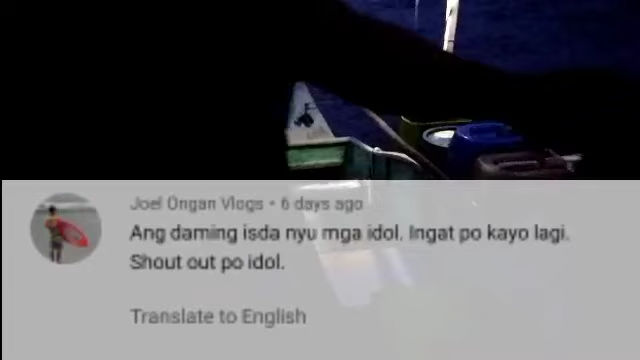 Joel Ongan Vlogs • 6 days ago
Ang daming isda nyu mga idol. Ingat po kayo lagi.
Shout out po idol.
Translate to English